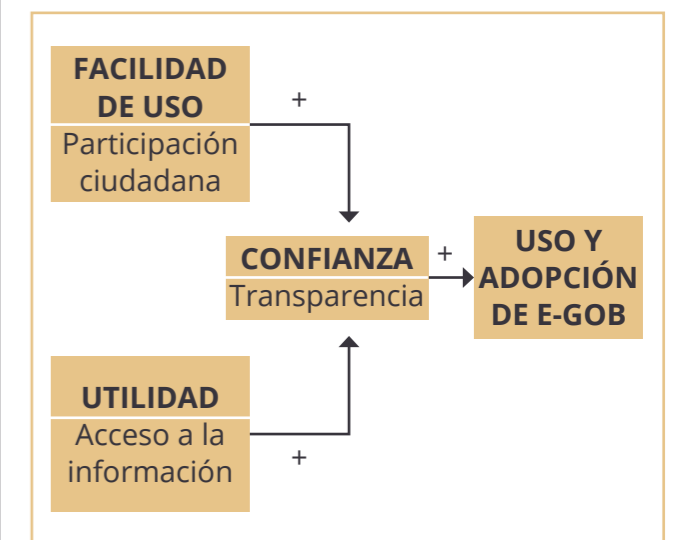 FACILIDAD
DE USO
Participación
ciudadana
+
CONFIANZA
Transparencia
+
USO Y
ADOPCIÓN
DE E-GOB
UTILIDAD
Acceso a la
información
+